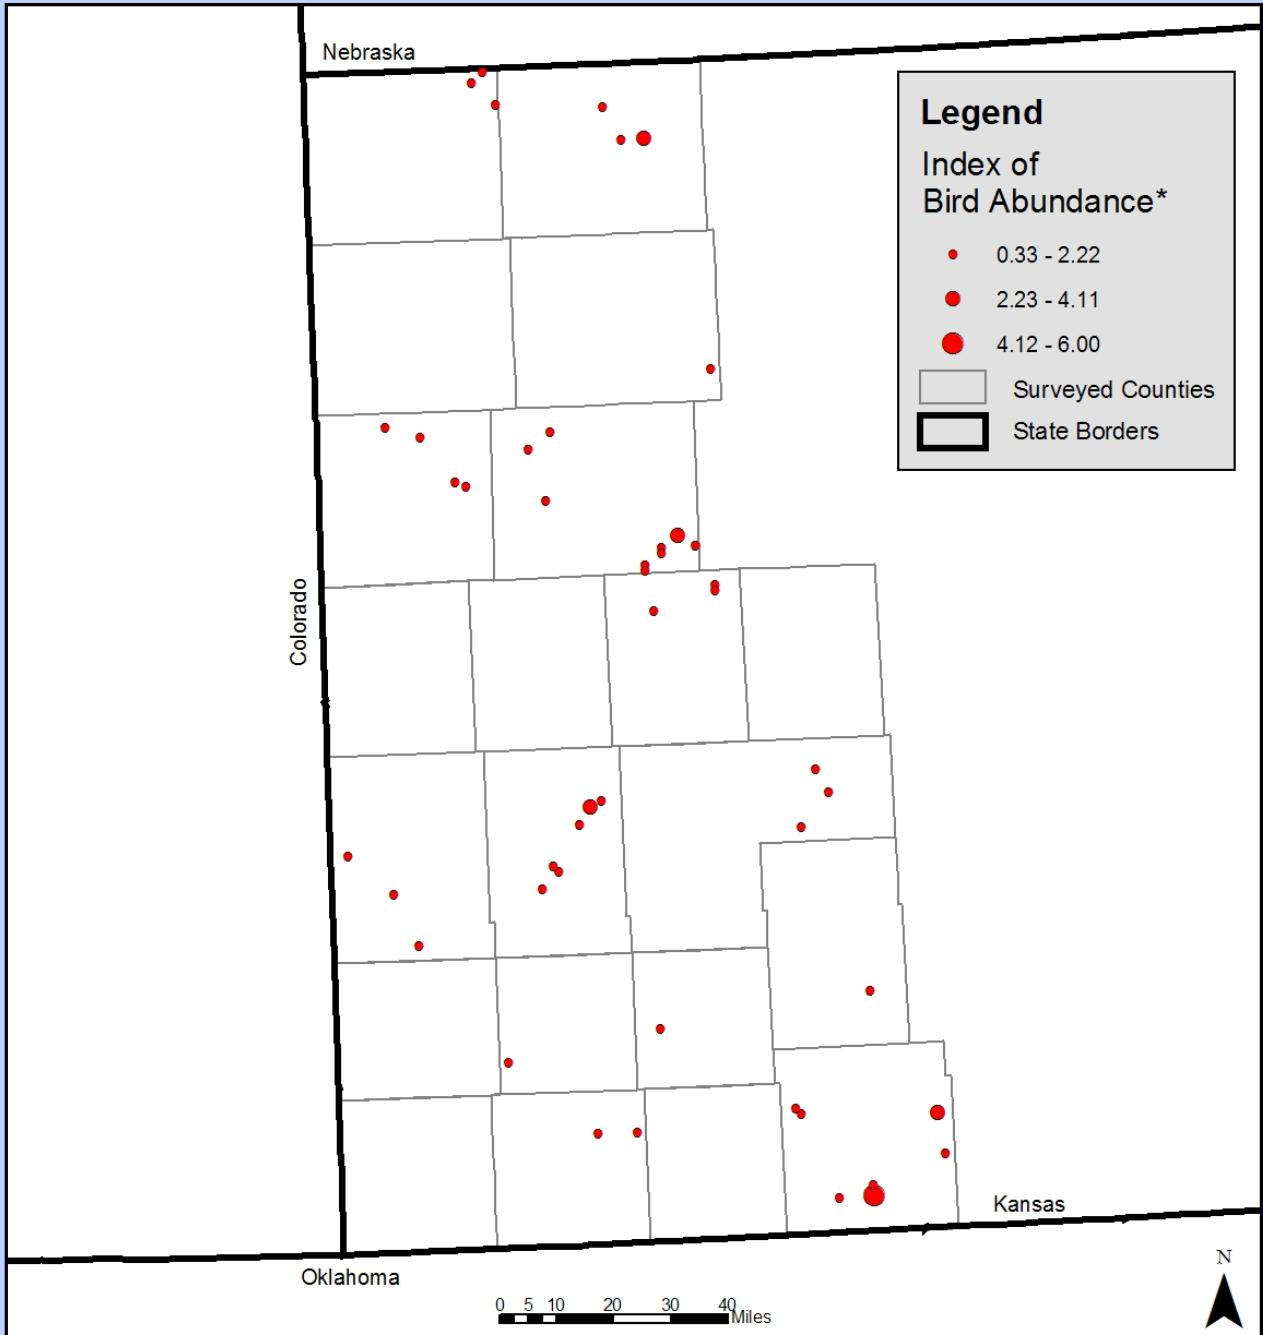 Nebraska
Legend
Index of
Bird Abundance*
0.33 - 2.22
2.23 - 4.11
4.12 - 6.00
Surveyed Counties
State Borders
Colorado
Kansas
Oklahoma
N
0 5 10 20 30 40
Miles